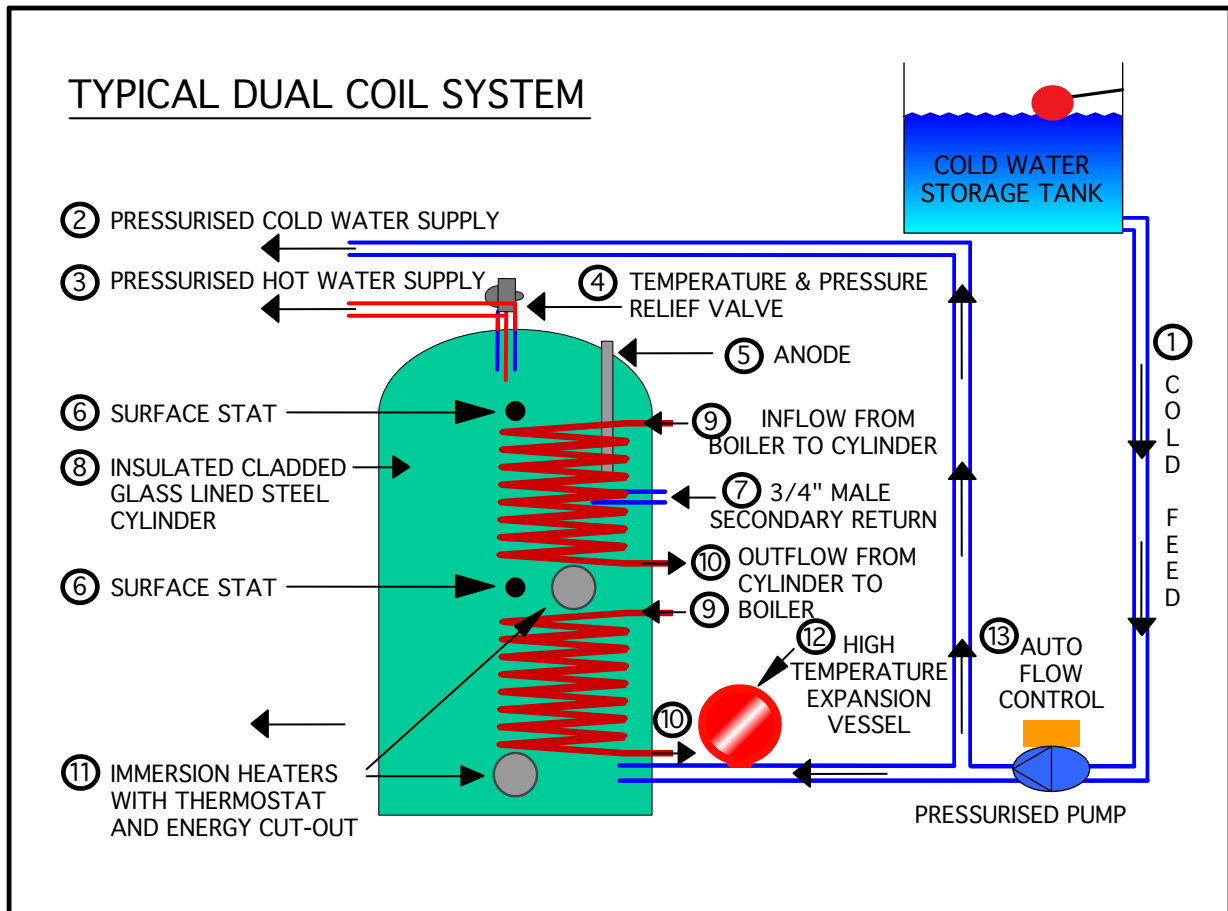 TYPICAL DUAL COIL SYSTEM
COLD WATER
STORAGE TANK
2 PRESSURISED COLD WATER SUPPLY
3 PRESSURISED HOT WATER SUPPLY
4 TEMPERATURE & PRESSURE
RELIEF VALVE
1
COLD FEED
5 ANODE
6 SURFACE STAT
9 INFLOW FROM
BOILER TO CYLINDER
8 INSULATED CLADDED
GLASS LINED STEEL
CYLINDER
7 3/4" MALE
SECONDARY RETURN
10 OUTFLOW FROM
CYLINDER TO
BOILER
6 SURFACE STAT
9
12 HIGH
TEMPERATURE
EXPANSION
VESSEL
13 AUTO
FLOW
CONTROL
10
11 IMMERSION HEATERS
WITH THERMOSTAT
AND ENERGY CUT-OUT
PRESSURISED PUMP